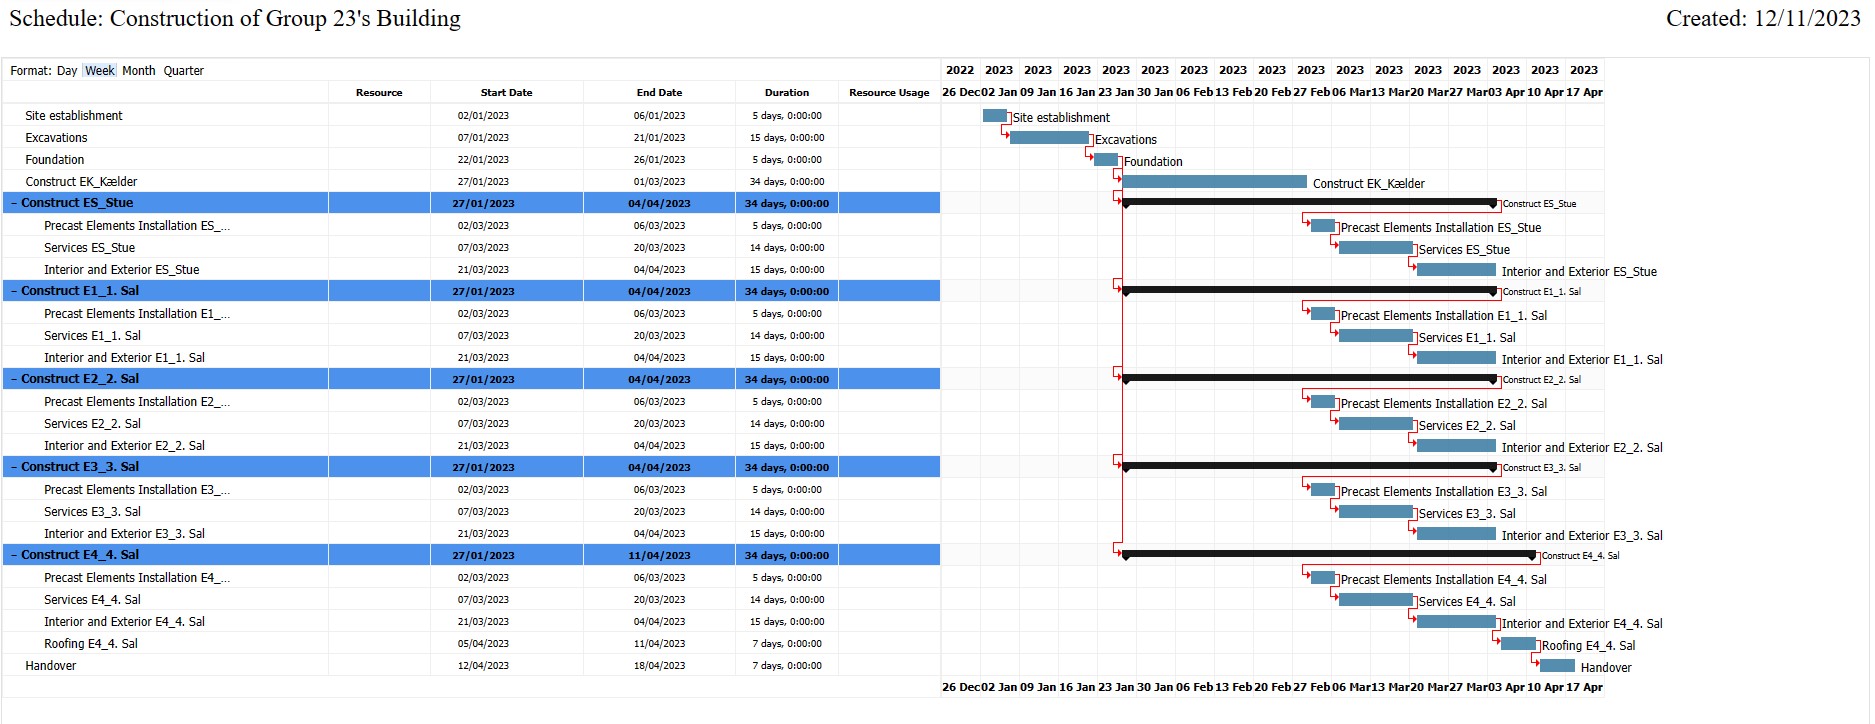 Schedule: Construction of Group 23's Building Created: 12/11/2023
Format: Day Week Month Quarter 2022 2023 2023 2023 2023 2023 2023 2023 2023 2023 2023 2023 2023 2023 2023 2023 2023
Resource Start Date End Date Duration Resource Usage 26 Dec 02 Jan 09 Jan 16 Jan 23 Jan 30 Jan 06 Feb 13 Feb 20 Feb 27 Feb 06 Mar 13 Mar 20 Mar 27 Mar 03 Apr 10 Apr 17 Apr
Site establishment 02/01/2023 06/01/2023 5 days, 0:00:00 Site establishment
Excavations 07/01/2023 21/01/2023 15 days, 0:00:00 Excavations
Foundation 22/01/2023 26/01/2023 5 days, 0:00:00 Foundation
Construct EK_Kælder 27/01/2023 01/03/2023 34 days, 0:00:00 Construct EK_Kælder
– Construct ES_Stue 27/01/2023 04/04/2023 34 days, 0:00:00 Construct ES_Stue
Precast Elements Installation ES_... 02/03/2023 06/03/2023 5 days, 0:00:00 Precast Elements Installation ES_Stue
Services ES_Stue 07/03/2023 20/03/2023 14 days, 0:00:00 Services ES_Stue
Interior and Exterior ES_Stue 21/03/2023 04/04/2023 15 days, 0:00:00 Interior and Exterior ES_Stue
– Construct E1_1. Sal 27/01/2023 04/04/2023 34 days, 0:00:00 Construct E1_1. Sal
Precast Elements Installation E1_... 02/03/2023 06/03/2023 5 days, 0:00:00 Precast Elements Installation E1_1. Sal
Services E1_1. Sal 07/03/2023 20/03/2023 14 days, 0:00:00 Services E1_1. Sal
Interior and Exterior E1_1. Sal 21/03/2023 04/04/2023 15 days, 0:00:00 Interior and Exterior E1_1. Sal
– Construct E2_2. Sal 27/01/2023 04/04/2023 34 days, 0:00:00 Construct E2_2. Sal
Precast Elements Installation E2_... 02/03/2023 06/03/2023 5 days, 0:00:00 Precast Elements Installation E2_2. Sal
Services E2_2. Sal 07/03/2023 20/03/2023 14 days, 0:00:00 Services E2_2. Sal
Interior and Exterior E2_2. Sal 21/03/2023 04/04/2023 15 days, 0:00:00 Interior and Exterior E2_2. Sal
– Construct E3_3. Sal 27/01/2023 04/04/2023 34 days, 0:00:00 Construct E3_3. Sal
Precast Elements Installation E3_... 02/03/2023 06/03/2023 5 days, 0:00:00 Precast Elements Installation E3_3. Sal
Services E3_3. Sal 07/03/2023 20/03/2023 14 days, 0:00:00 Services E3_3. Sal
Interior and Exterior E3_3. Sal 21/03/2023 04/04/2023 15 days, 0:00:00 Interior and Exterior E3_3. Sal
– Construct E4_4. Sal 27/01/2023 11/04/2023 34 days, 0:00:00 Construct E4_4. Sal
Precast Elements Installation E4_... 02/03/2023 06/03/2023 5 days, 0:00:00 Precast Elements Installation E4_4. Sal
Services E4_4. Sal 07/03/2023 20/03/2023 14 days, 0:00:00 Services E4_4. Sal
Interior and Exterior E4_4. Sal 21/03/2023 04/04/2023 15 days, 0:00:00 Interior and Exterior E4_4. Sal
Roofing E4_4. Sal 05/04/2023 11/04/2023 7 days, 0:00:00 Roofing E4_4. Sal
Handover 12/04/2023 18/04/2023 7 days, 0:00:00 Handover
26 Dec 02 Jan 09 Jan 16 Jan 23 Jan 30 Jan 06 Feb 13 Feb 20 Feb 27 Feb 06 Mar 13 Mar 20 Mar 27 Mar 03 Apr 10 Apr 17 Apr